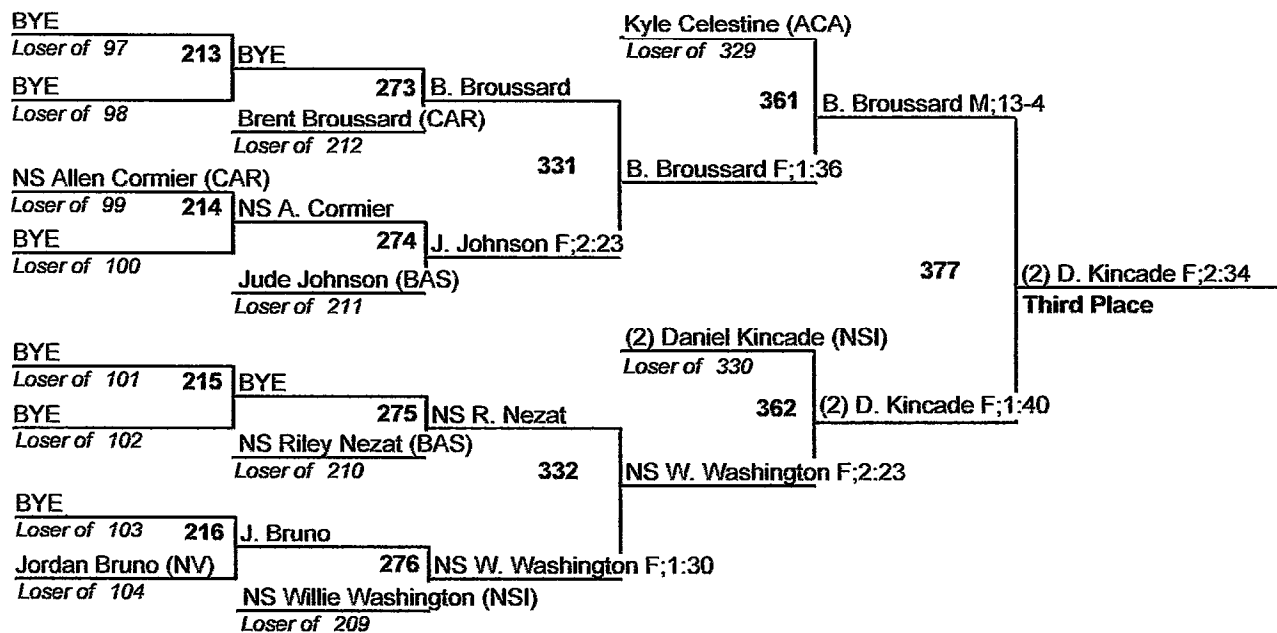 BYE
Loser of 97
213
BYE
BYE
Loser of 98
273
B. Broussard
Brent Broussard (CAR)
Loser of 212
NS Allen Cormier (CAR)
Loser of 99
214
NS A. Cormier
BYE
Loser of 100
274
J. Johnson F;2:23
Jude Johnson (BAS)
Loser of 211
331
B. Broussard F;1:36
Kyle Celestine (ACA)
Loser of 329
361
B. Broussard M;13-4
BYE
Loser of 101
215
BYE
BYE
Loser of 102
275
NS R. Nezat
NS Riley Nezat (BAS)
Loser of 210
BYE
Loser of 103
216
J. Bruno
Jordan Bruno (NV)
Loser of 104
276
NS W. Washington F;1:30
NS Willie Washington (NSI)
Loser of 209
332
NS W. Washington F;2:23
(2) Daniel Kincade (NSI)
Loser of 330
362
(2) D. Kincade F;1:40
377
(2) D. Kincade F;2:34
Third Place